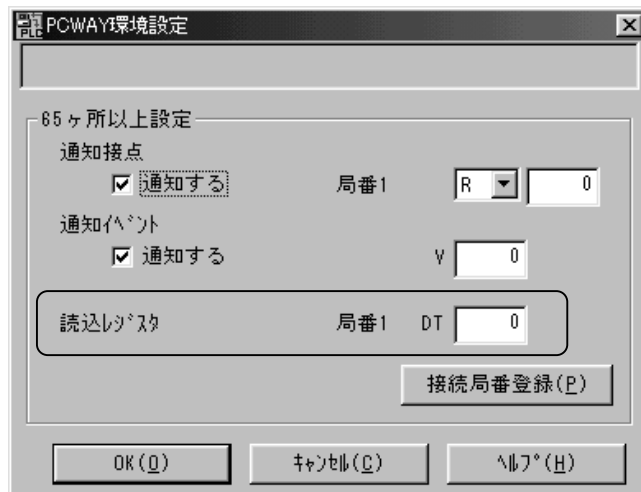 PCWAY環境設定
65ヶ所以上設定
通知接点
通知する 局番1 R 0
通知ｲﾍﾞﾝﾄ
通知する V 0
読込ﾚｼﾞｽﾀ 局番1 DT 0
接続局番登録(P)
OK(O) ｷｬﾝｾﾙ(C) ﾍﾙﾌﾟ(H)